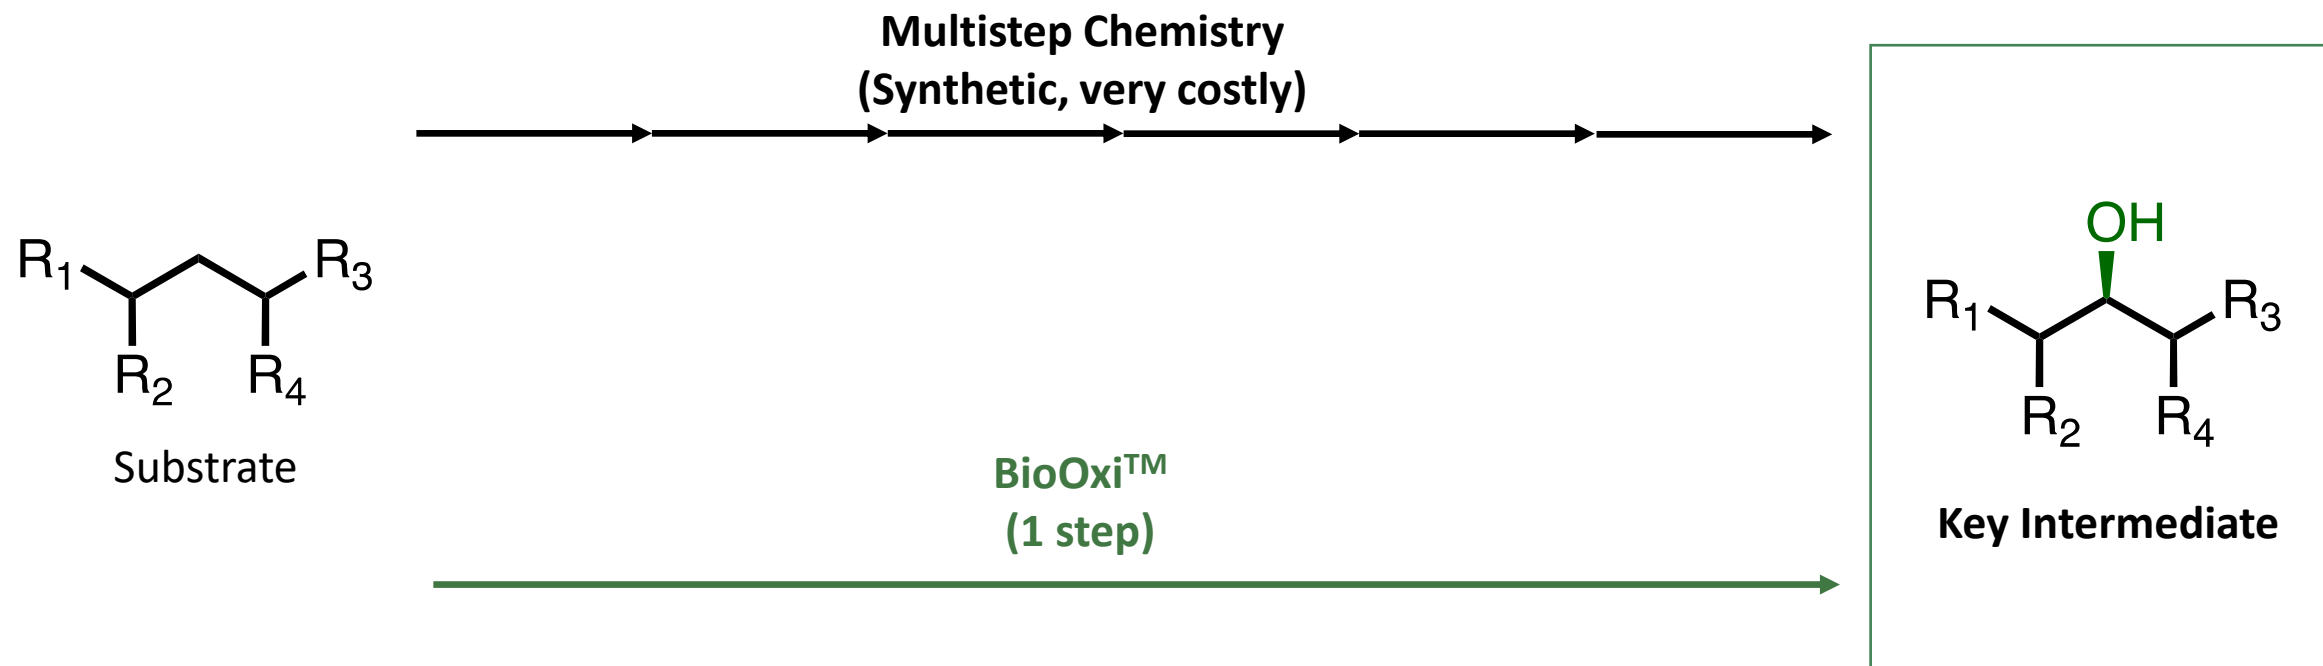 Multistep Chemistry
(Synthetic, very costly)
R1 R3
R2 R4
Substrate
BioOxi™
(1 step)
OH
R1 R3
R2 R4
Key Intermediate